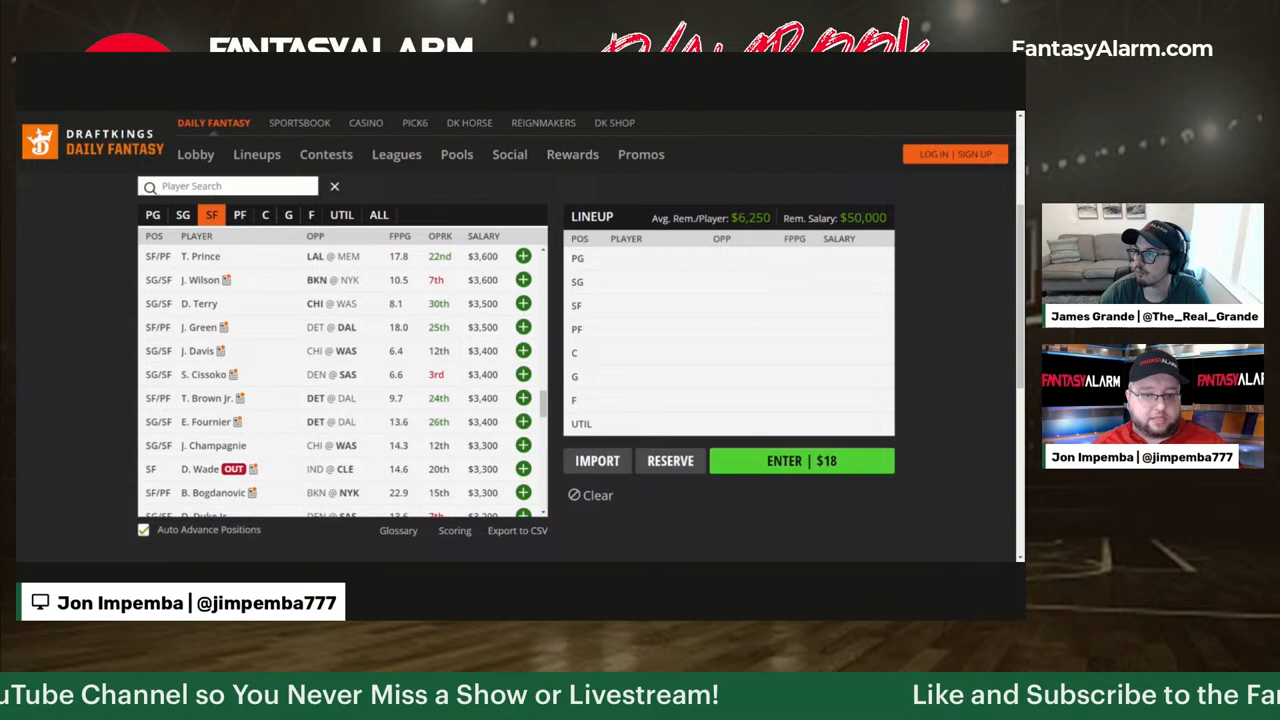 FANTASYALARM
PLAYBOOK
FantasyAlarm.com
DRAFTKINGS
DAILY FANTASY
DAILY FANTASY SPORTSBOOK CASINO PICK6 DK HORSE REIGNMAKERS DK SHOP
Lobby Lineups Contests Leagues Pools Social Rewards Promos
LOG IN | SIGN UP
Player Search
PG SG SF PF C G F UTIL ALL
POS PLAYER OPP FPPG OPRK SALARY
SF/PF T. Prince LAL @ MEM 17.8 22nd $3,600
SG/SF J. Wilson BKN @ NYK 10.5 7th $3,600
SG/SF D. Terry CHI @ WAS 8.1 30th $3,500
SF/PF J. Green DET @ DAL 18.0 25th $3,500
SG/SF J. Davis CHI @ WAS 6.4 12th $3,400
SG/SF S. Cissoko DEN @ SAS 6.6 3rd $3,400
SF/PF T. Brown Jr. DET @ DAL 9.7 24th $3,400
SG/SF E. Fournier DET @ DAL 13.6 26th $3,400
SG/SF J. Champagnie CHI @ WAS 14.3 12th $3,300
SF D. Wade OUT IND @ CLE 14.6 20th $3,300
SF/PF B. Bogdanovic BKN @ NYK 22.9 15th $3,300
Auto Advance Positions
Glossary Scoring Export to CSV
LINEUP Avg. Rem./Player: $6,250 Rem. Salary: $50,000
POS PLAYER OPP FPPG SALARY
PG
SG
SF
PF
C
G
F
UTIL
IMPORT RESERVE ENTER | $18
Clear
James Grande | @The_Real_Grande
FANTASYALARM
FANTASYALAR
Jon Impemba | @jimpemba777
Jon Impemba | @jimpemba777
uTube Channel so You Never Miss a Show or Livestream! Like and Subscribe to the Fan